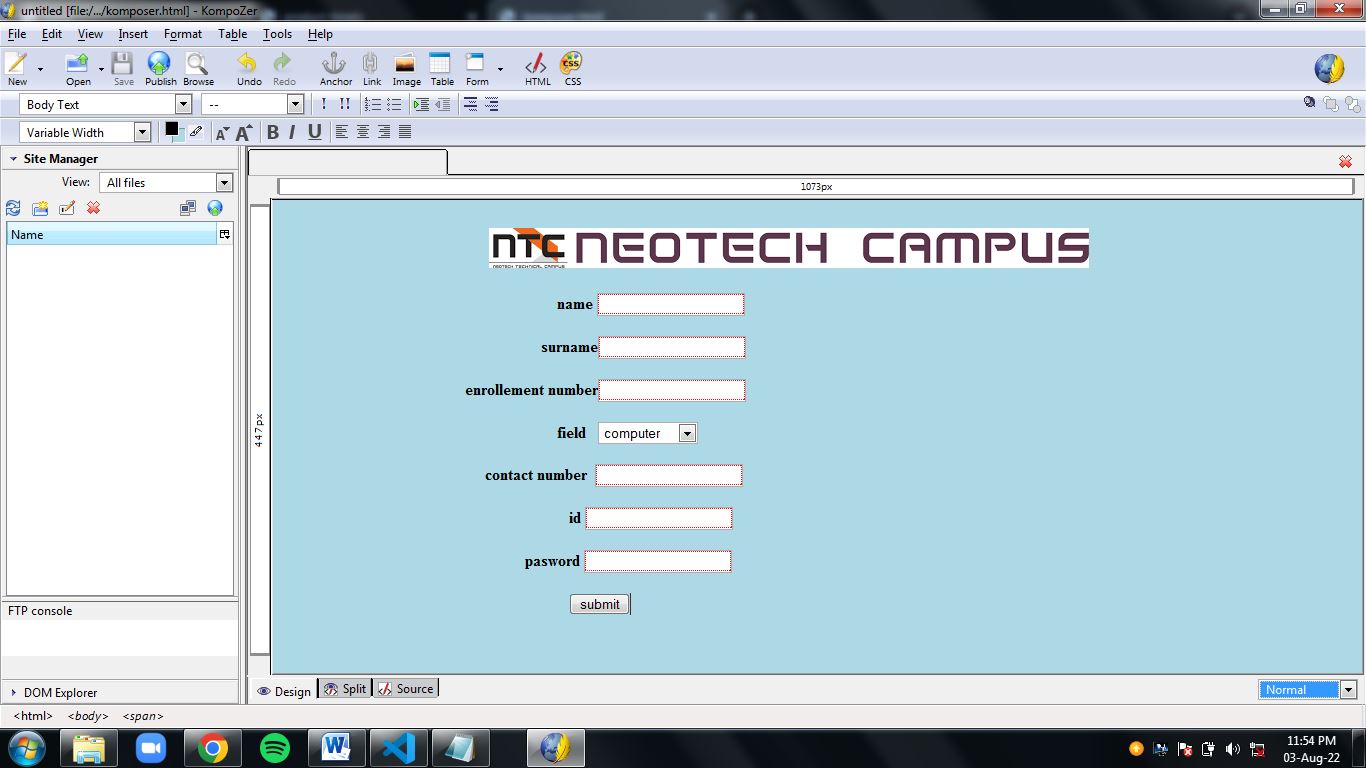 untitled [file:/.../komposer.html] - KompoZer
File Edit View Insert Format Table Tools Help
New Open Save Publish Browse Undo Redo Anchor Link Image Table Form HTML CSS
CSS
Body Text -- ! !!
Variable Width A A B I U
Site Manager
View: All files
Name
1073px
447px
NTC NEOTECH CAMPUS
NEOTECH TECHNICAL CAMPUS
name
surname
enrollement number
field computer
contact number
id
pasword
submit
FTP console
DOM Explorer
Design Split Source Normal
<html> <body> <span>
W
11:54 PM
03-Aug-22